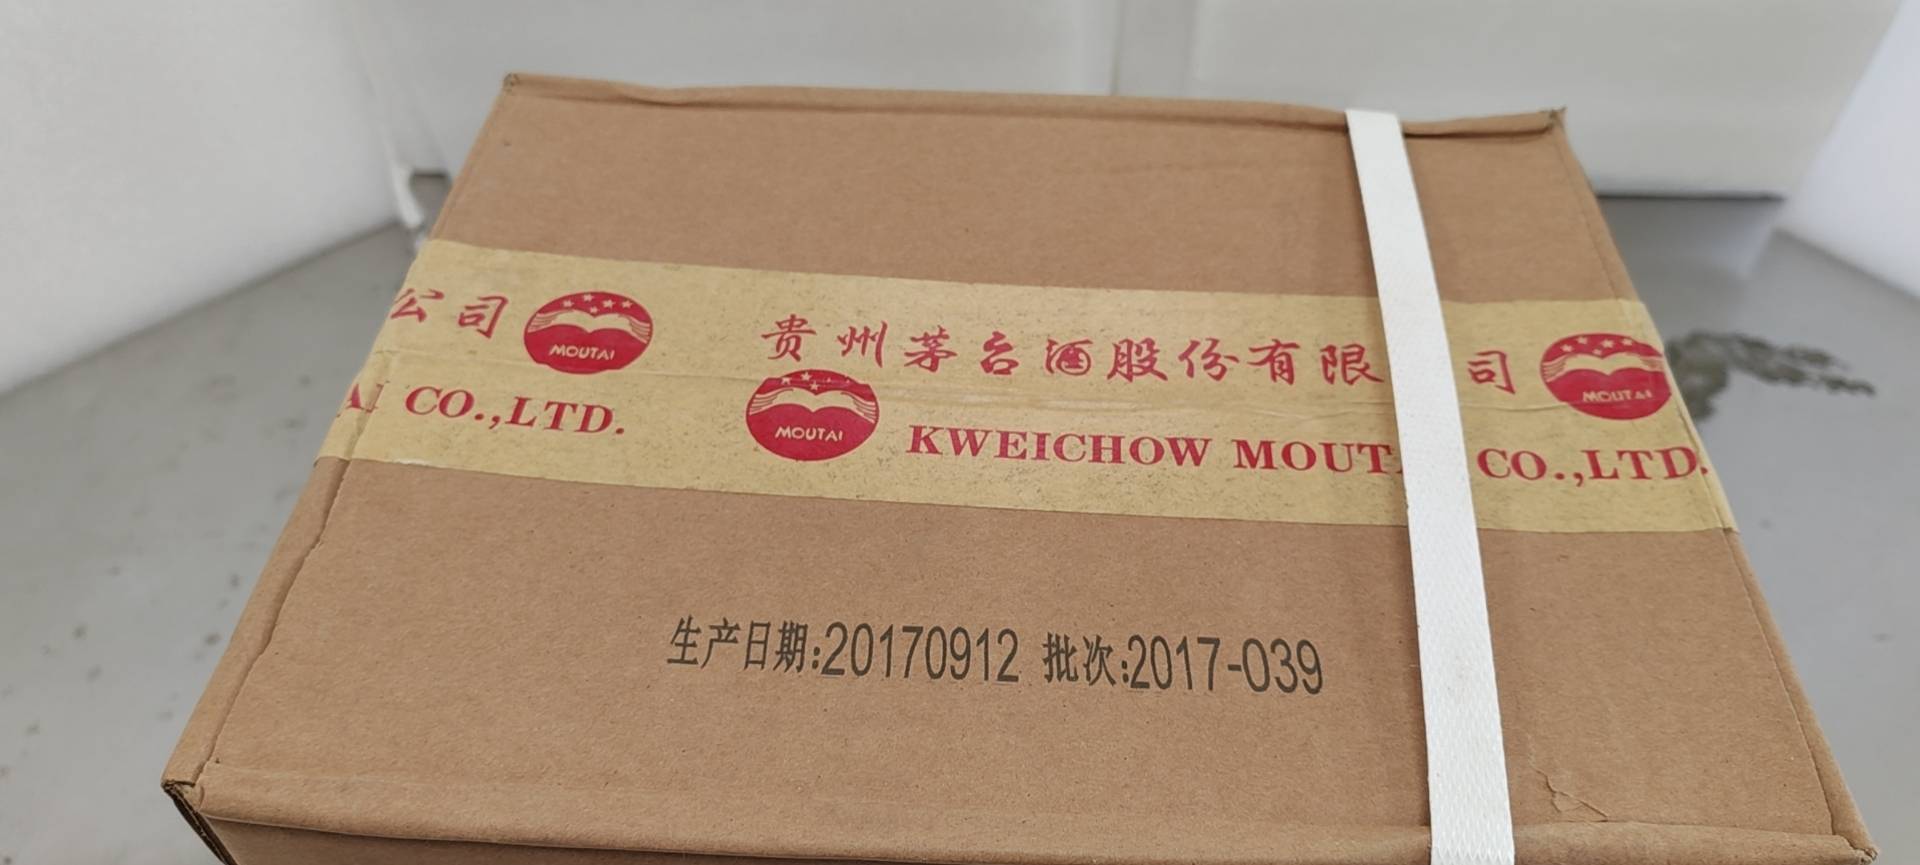 公司 MOUTAI 贵州茅台酒股份有限 司 MOUTAI
CO.,LTD. MOUTAI KWEICHOW MOUT CO.,LTD.
生产日期:20170912 批次:2017-039